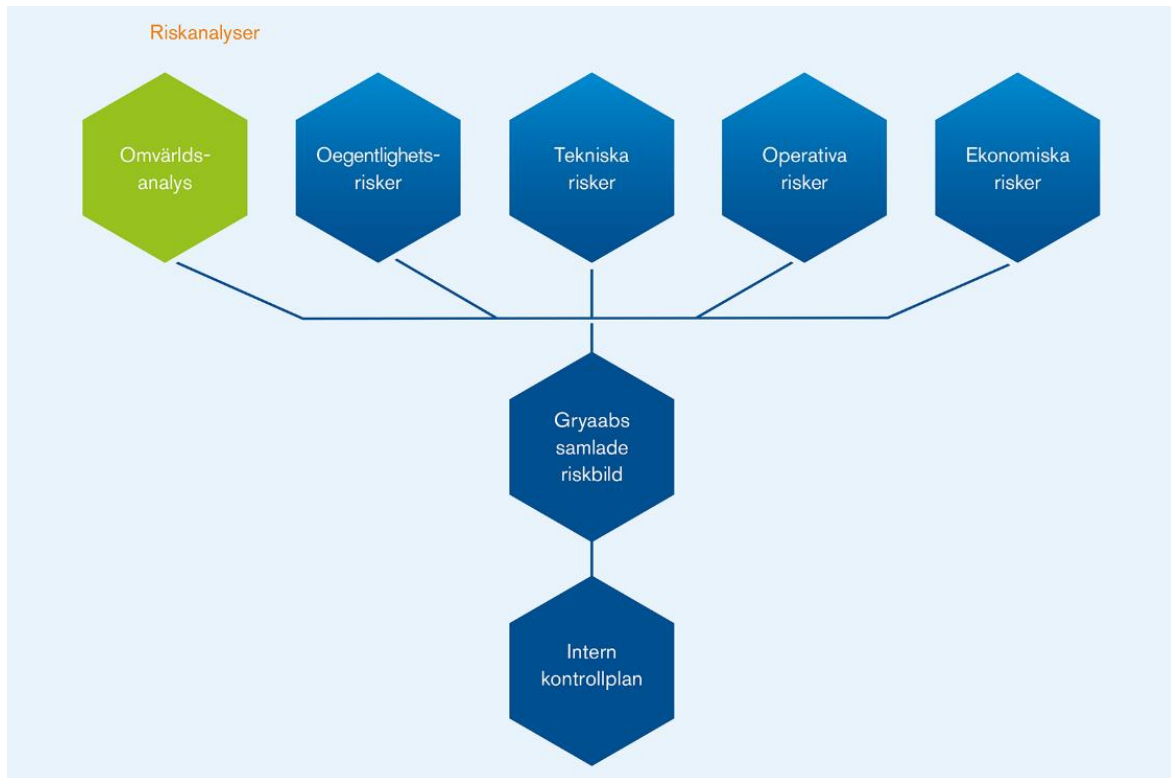 Riskanalyser
Omvärlds-
analys
Oegentlighets-
risker
Tekniska
risker
Operativa
risker
Ekonomiska
risker
Gryaabs
samlade
riskbild
Intern
kontrollplan